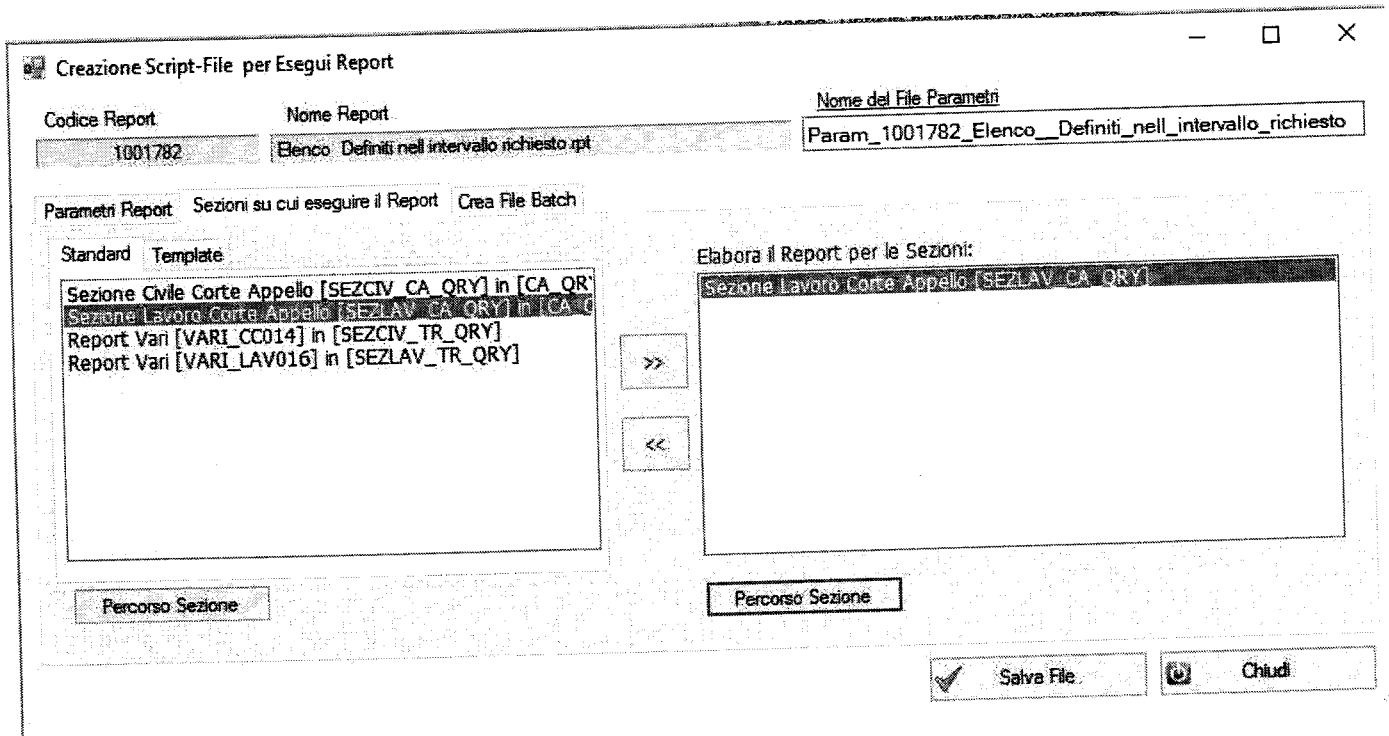 Creazione Script-File per Esegui Report
Codice Report
Nome Report
Nome del File Parametri
1001782
Elenco Definiti nell intervallo richiesto.rpt
Param_1001782_Elenco__Definiti_nell_intervallo_richiesto
Parametri Report
Sezioni su cui eseguire il Report
Crea File Batch
Standard
Template
Elabora il Report per le Sezioni:
Sezione Civile Corte Appello [SEZCIV_CA_QRY] in [CA_QR
Sezione Lavoro Corte Appello [SEZLAV_CA_QRY] in [CA_Q
Report Vari [VARI_CC014] in [SEZCIV_TR_QRY]
Report Vari [VARI_LAV016] in [SEZLAV_TR_QRY]
Sezione Lavoro Corte Appello [SEZLAV_CA_QRY]
>>
<<
Percorso Sezione
Percorso Sezione
Salva File
Chiudi